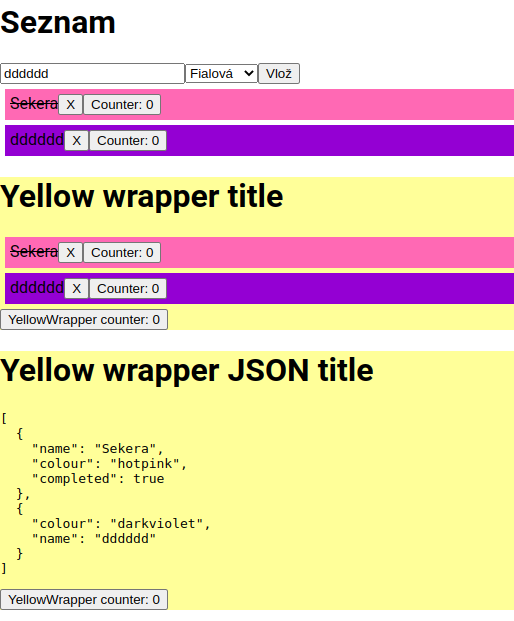 Seznam
dddddd Fialová Vlož
Sekera X Counter: 0
dddddd X Counter: 0
Yellow wrapper title
Sekera X Counter: 0
dddddd X Counter: 0
YellowWrapper counter: 0
Yellow wrapper JSON title
[
  {
    "name": "Sekera",
    "colour": "hotpink",
    "completed": true
  },
  {
    "colour": "darkviolet",
    "name": "dddddd"
  }
]
YellowWrapper counter: 0